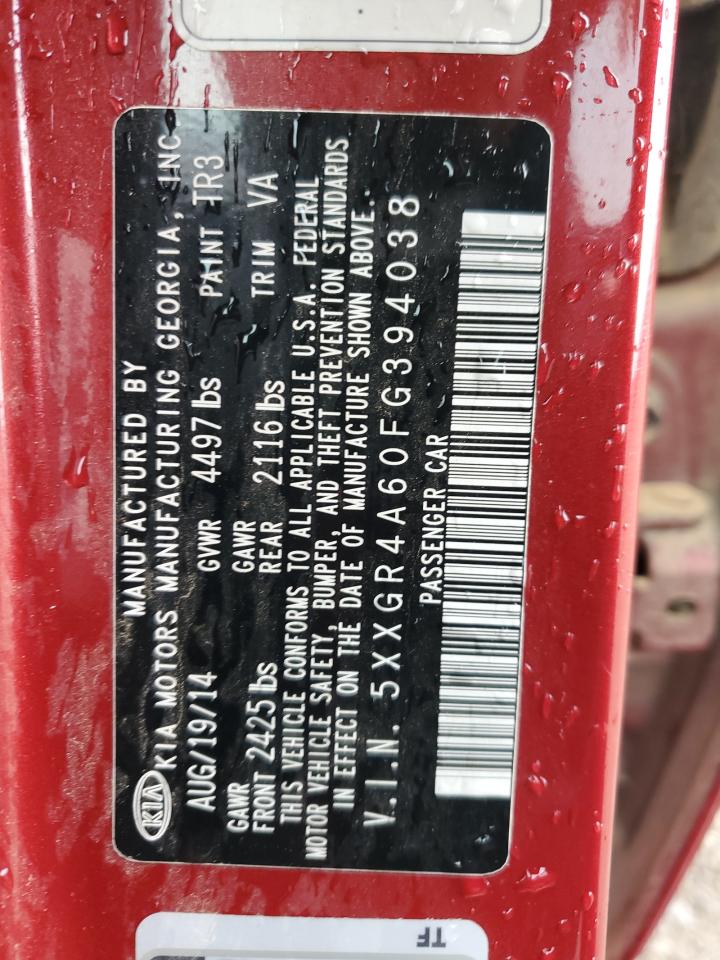 MANUFACTURED BY
KIA KIA MOTORS MANUFACTURING GEORGIA, INC
AUG/19/14 GVWR 4497 lbs PAINT TR3
GAWR FRONT 2425 lbs GAWR REAR 2116 lbs TRIM VA
THIS VEHICLE CONFORMS TO ALL APPLICABLE U.S.A. FEDERAL
MOTOR VEHICLE SAFETY, BUMPER, AND THEFT PREVENTION STANDARDS
IN EFFECT ON THE DATE OF MANUFACTURE SHOWN ABOVE.
V.I.N. 5XXGR4A60FG394038
PASSENGER CAR
TF